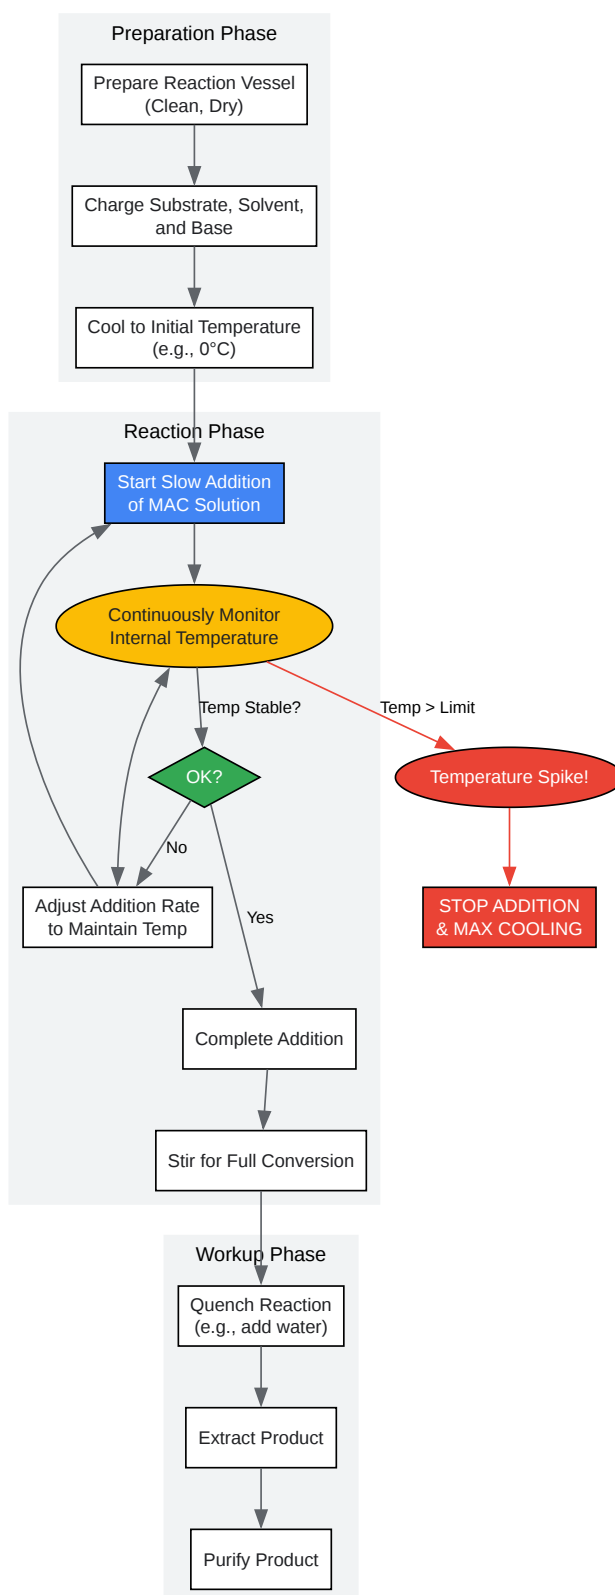 Preparation Phase
Prepare Reaction Vessel
(Clean, Dry)
Charge Substrate, Solvent,
and Base
Cool to Initial Temperature
(e.g., 0°C)
Reaction Phase
Start Slow Addition
of MAC Solution
Continuously Monitor
Internal Temperature
Temp Stable?
Temp > Limit
OK?
Temperature Spike!
No
Yes
Adjust Addition Rate
to Maintain Temp
STOP ADDITION
& MAX COOLING
Complete Addition
Stir for Full Conversion
Workup Phase
Quench Reaction
(e.g., add water)
Extract Product
Purify Product